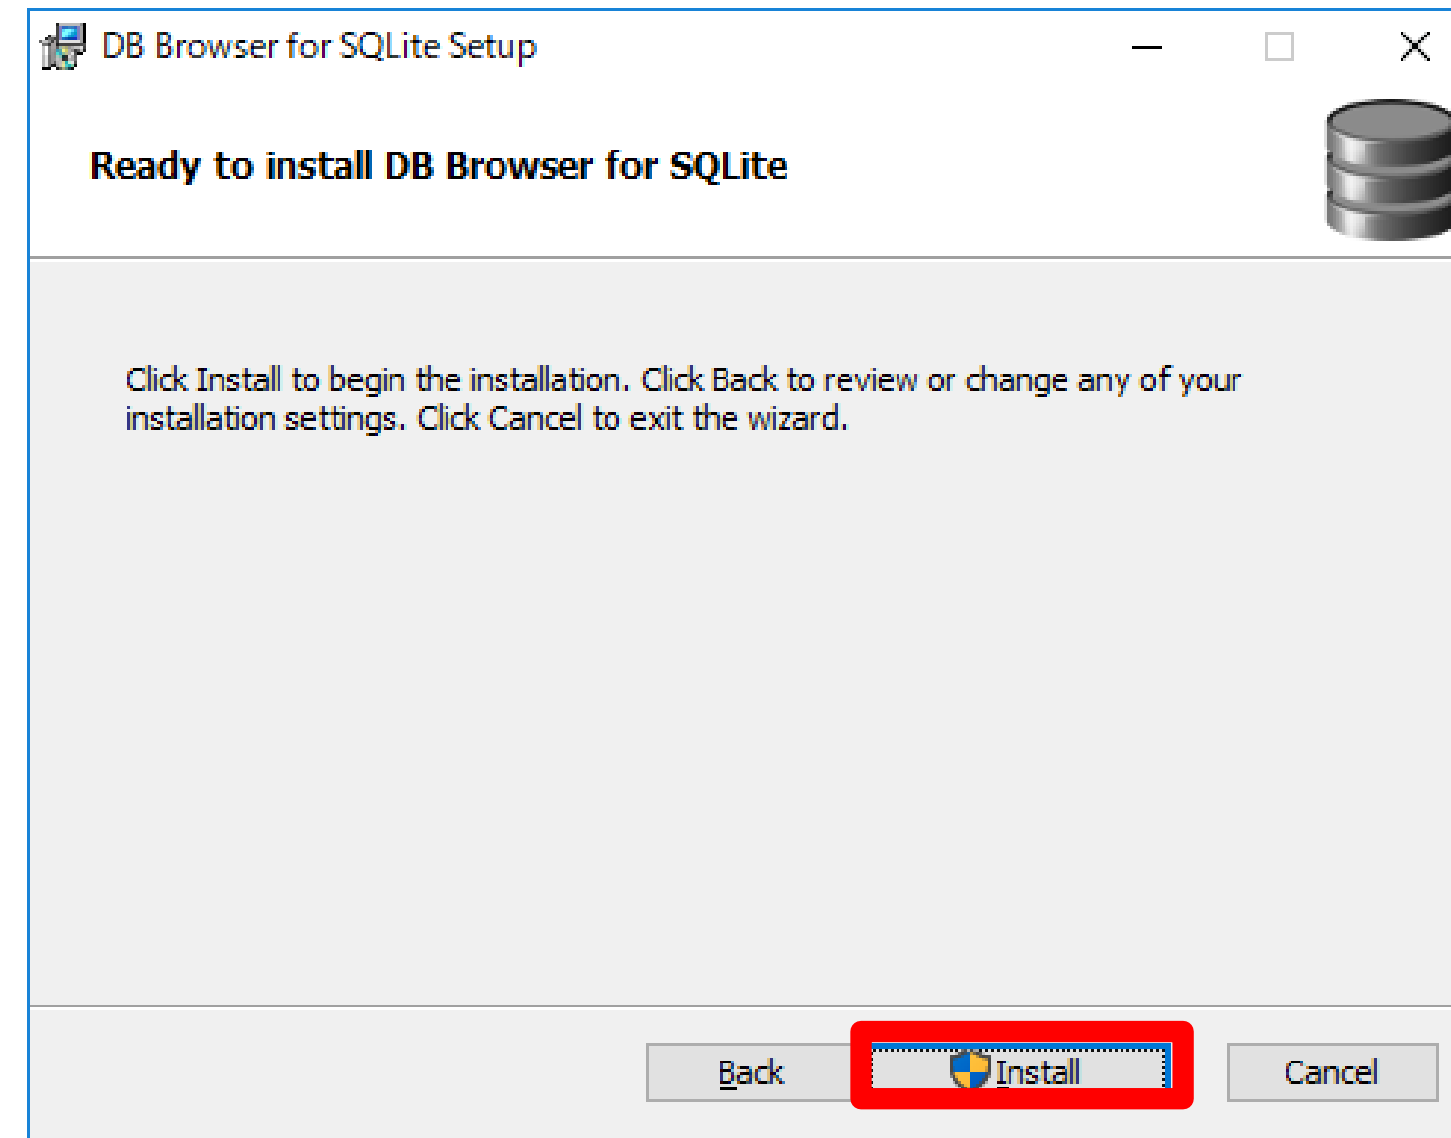 DB Browser for SQLite Setup
Ready to install DB Browser for SQLite
Click Install to begin the installation. Click Back to review or change any of your
installation settings. Click Cancel to exit the wizard.
Back Install Cancel